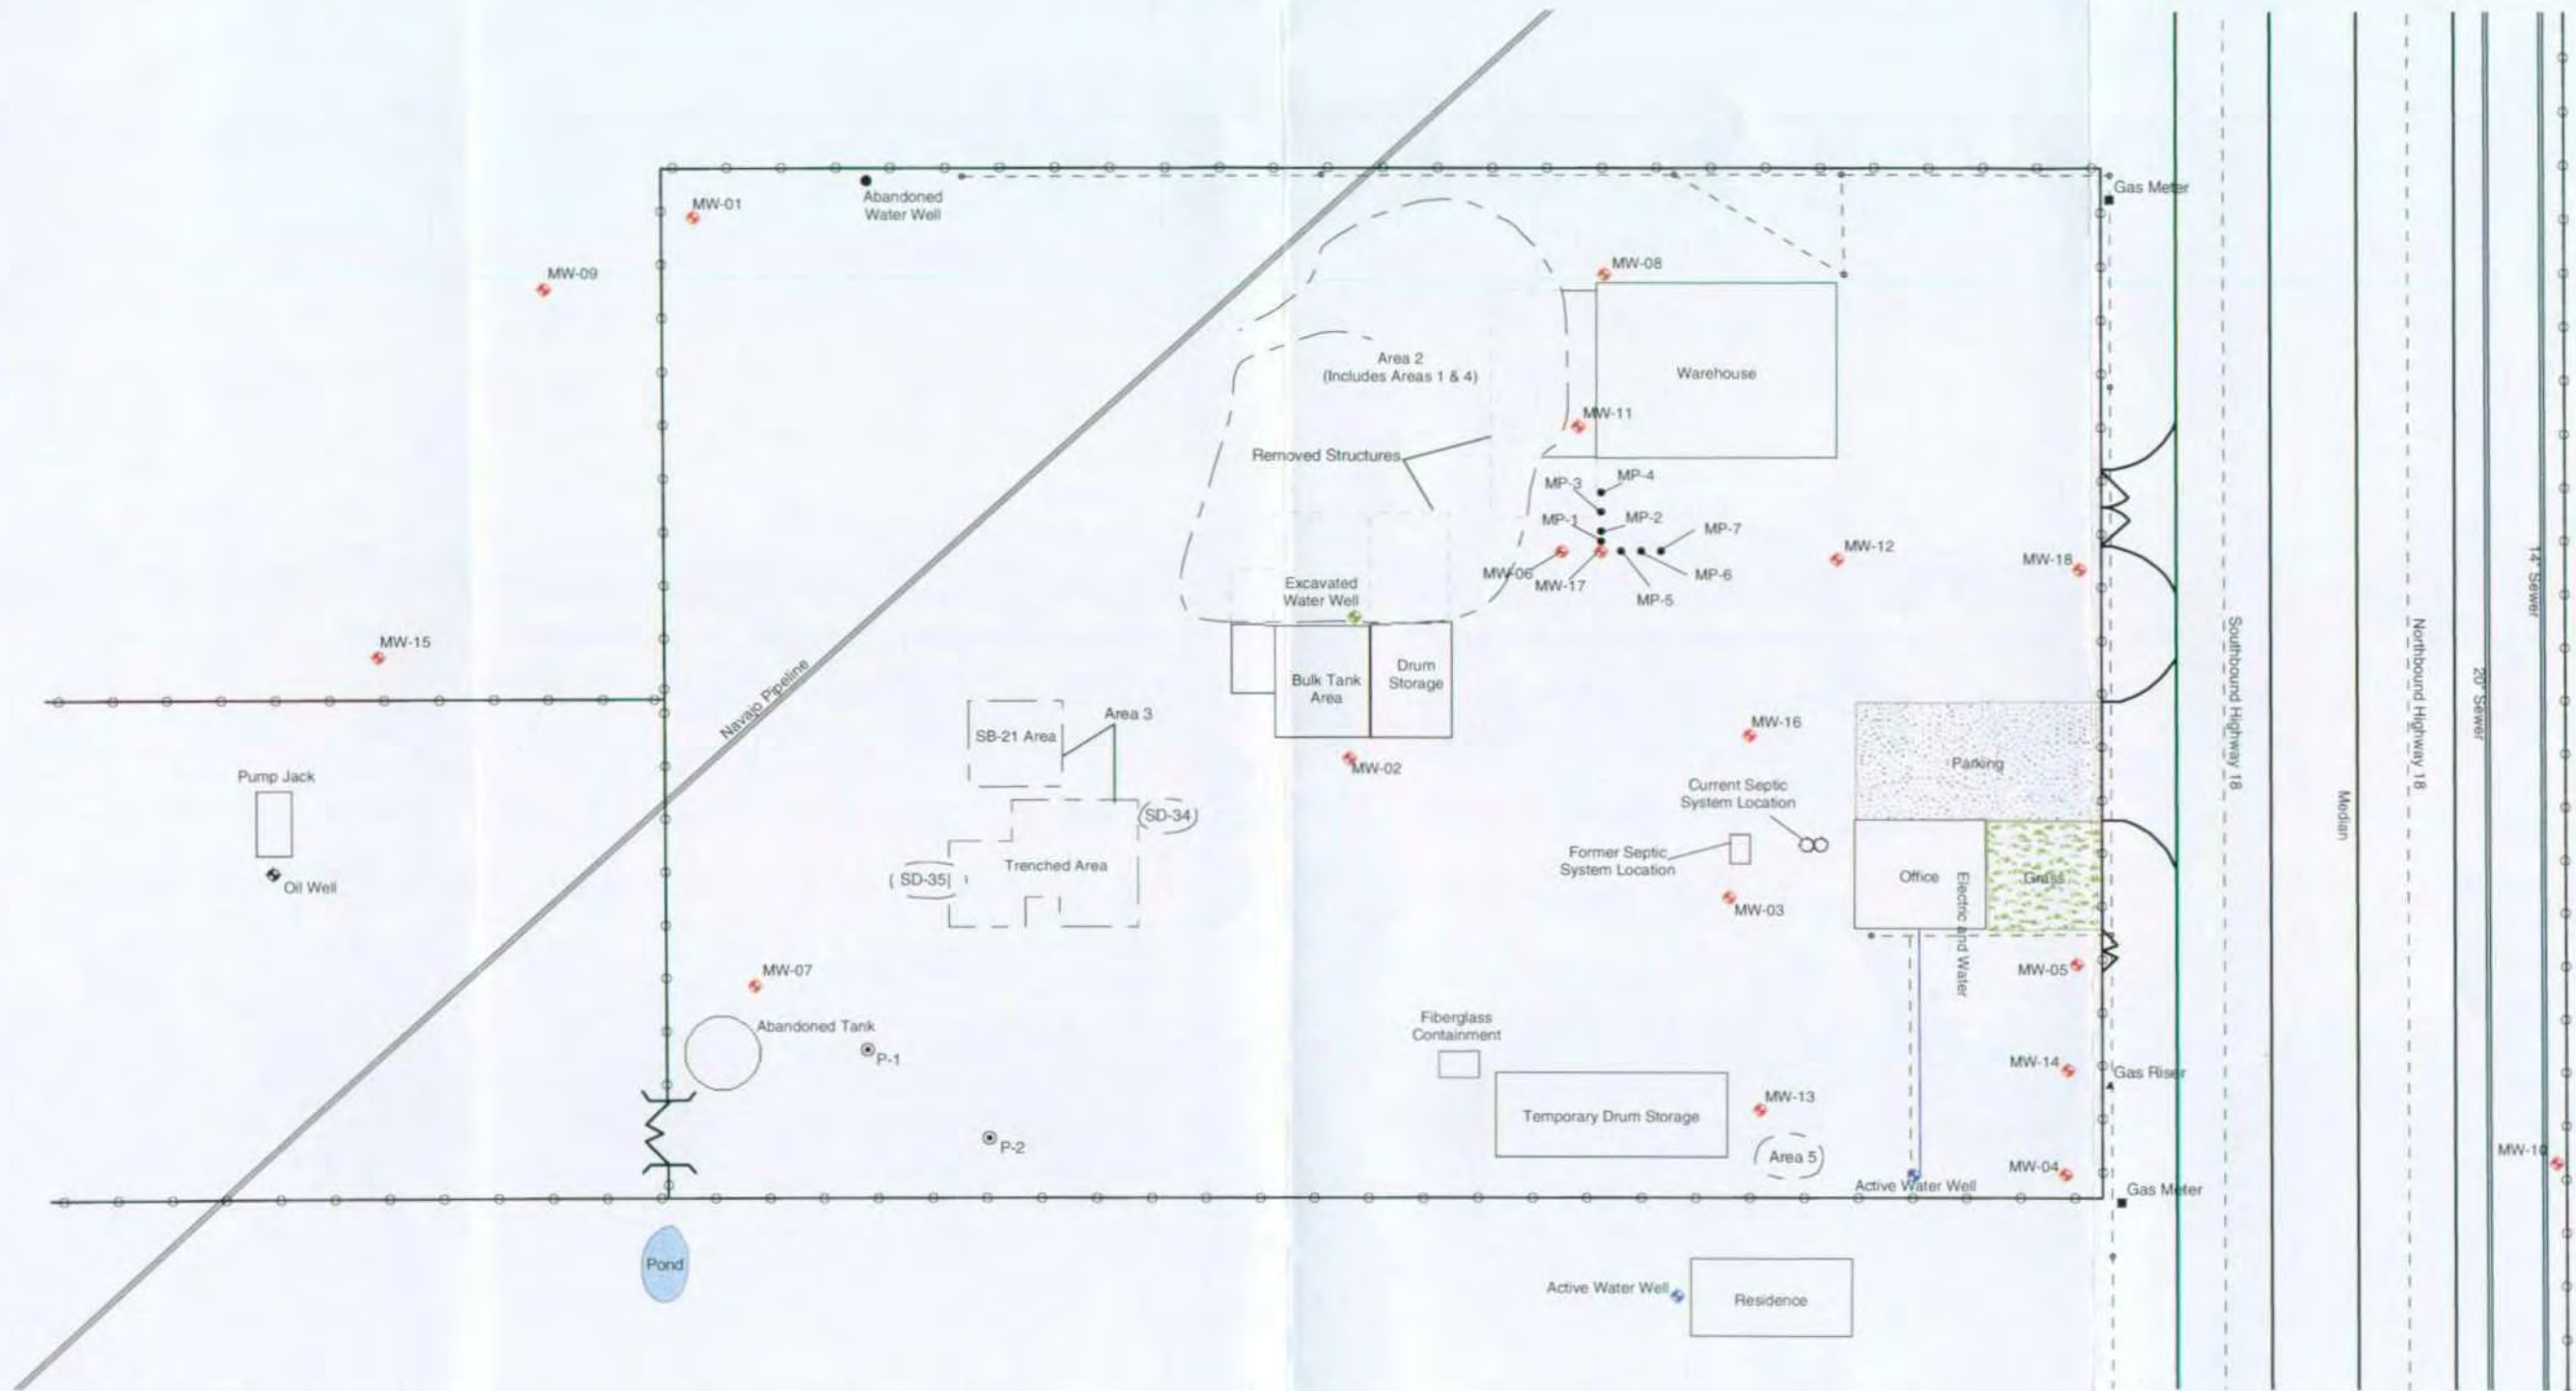 Gas Meter
MW-01
Abandoned
Water Well
MW-09
MW-08
Area 2
(Includes Areas 1 & 4)
Warehouse
MW-11
Removed Structures
MP-3
MP-4
MP-1
MP-2
MP-7
MW-06
MW-17
MP-6
MP-5
MW-12
MW-18
14" Sewer
Excavated
Water Well
MW-15
Southbound Highway 18
Northbound Highway 18
20" Sewer
Navajo Pipeline
Bulk Tank
Area
Drum
Storage
SB-21 Area
Area 3
MW-16
MW-02
Parking
Pump Jack
Current Septic
System Location
Median
SD-34
Trenched Area
Former Septic
System Location
SD-35
Oil Well
Office
Electric and Water
Grass
MW-03
MW-07
MW-05
Abandoned Tank
P-1
Fiberglass
Containment
MW-14
Gas Riser
MW-13
Temporary Drum Storage
P-2
Area 5
MW-04
MW-10
Active Water Well
Gas Meter
Pond
Active Water Well
Residence